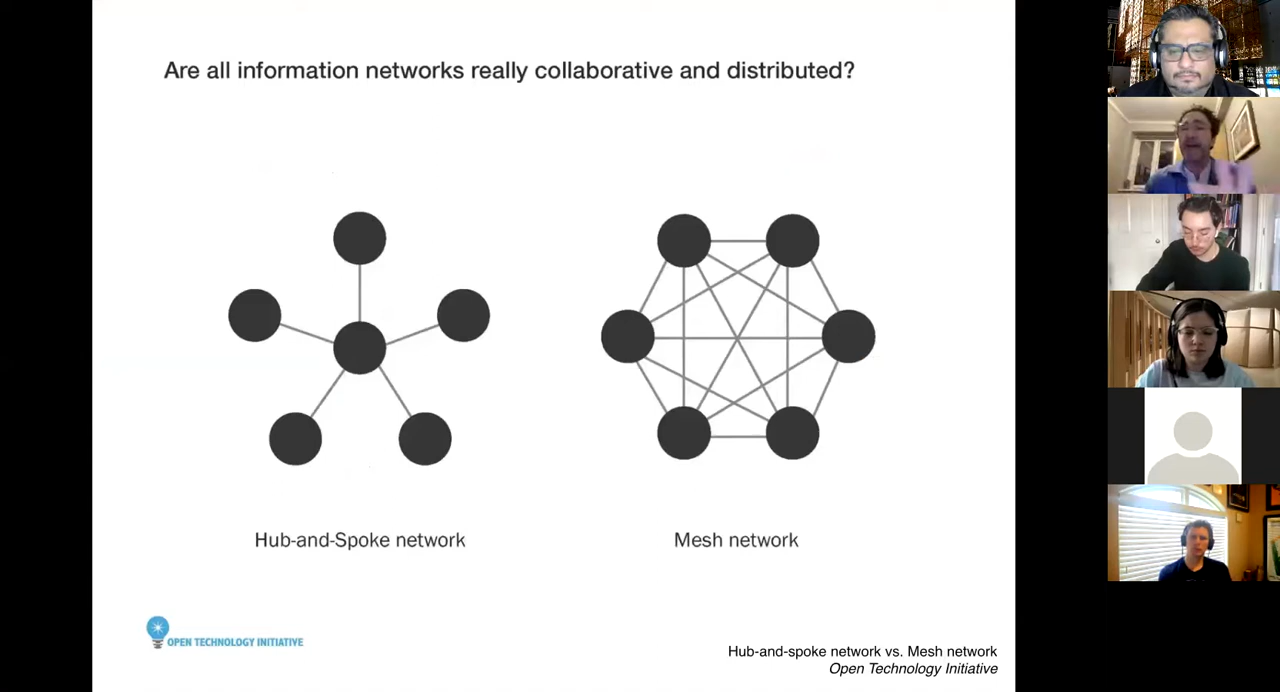 Are all information networks really collaborative and distributed?
Hub-and-Spoke network
Mesh network
OPEN TECHNOLOGY INITIATIVE
Hub-and-spoke network vs. Mesh network
Open Technology Initiative